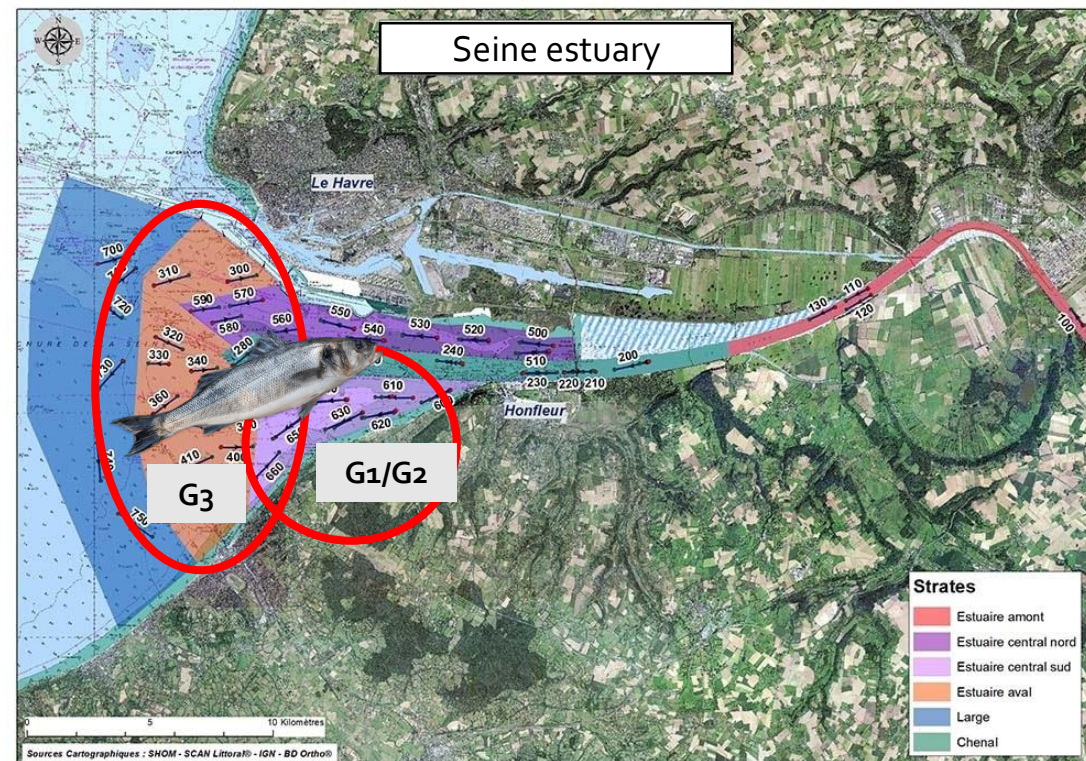 Seine estuary
N
W
E
S
Le Havre
700
720
310
300
590
570
580
560
550
540
530
520
500
510
130
110
120
100
320
330
340
280
730
360
240
200
230
220
210
Honfleur
610
600
630
620
650
660
410
400
750
G3
G1/G2
Strates
Estuaire amont
Estuaire central nord
Estuaire central sud
Estuaire aval
Large
Chenal
0
5
10 Kilomètres
Sources Cartographiques : SHOM - SCAN Littoral® - IGN - BD Ortho®